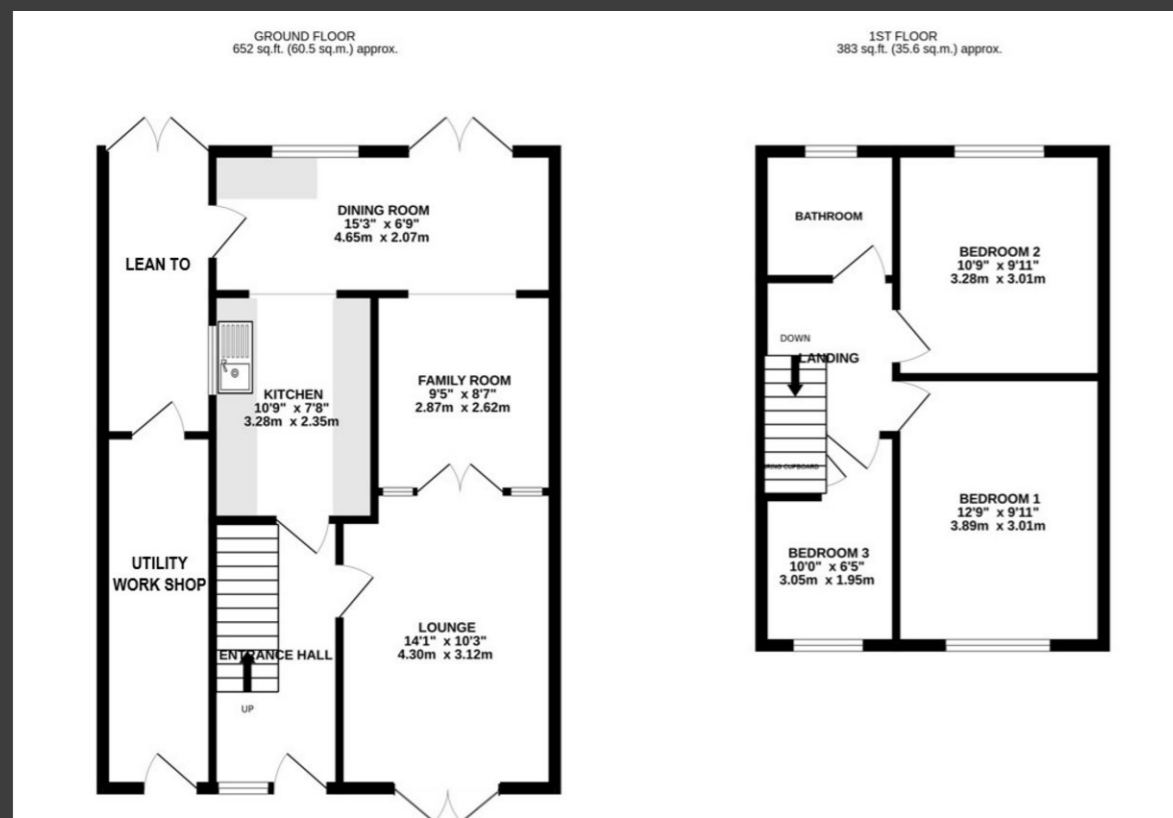 GROUND FLOOR
652 sq.ft. (60.5 sq.m.) approx.
DINING ROOM
15'3" x 6'9"
4.65m x 2.07m
LEAN TO
KITCHEN
10'9" x 7'8"
3.28m x 2.35m
FAMILY ROOM
9'5" x 8'7"
2.87m x 2.62m
UTILITY
WORK SHOP
ENTRANCE HALL
UP
LOUNGE
14'1" x 10'3"
4.30m x 3.12m
1ST FLOOR
383 sq.ft. (35.6 sq.m.) approx.
BATHROOM
BEDROOM 2
10'9" x 9'11"
3.28m x 3.01m
DOWN
LANDING
CUPBOARD
BEDROOM 1
12'9" x 9'11"
3.89m x 3.01m
BEDROOM 3
10'0" x 6'5"
3.05m x 1.95m